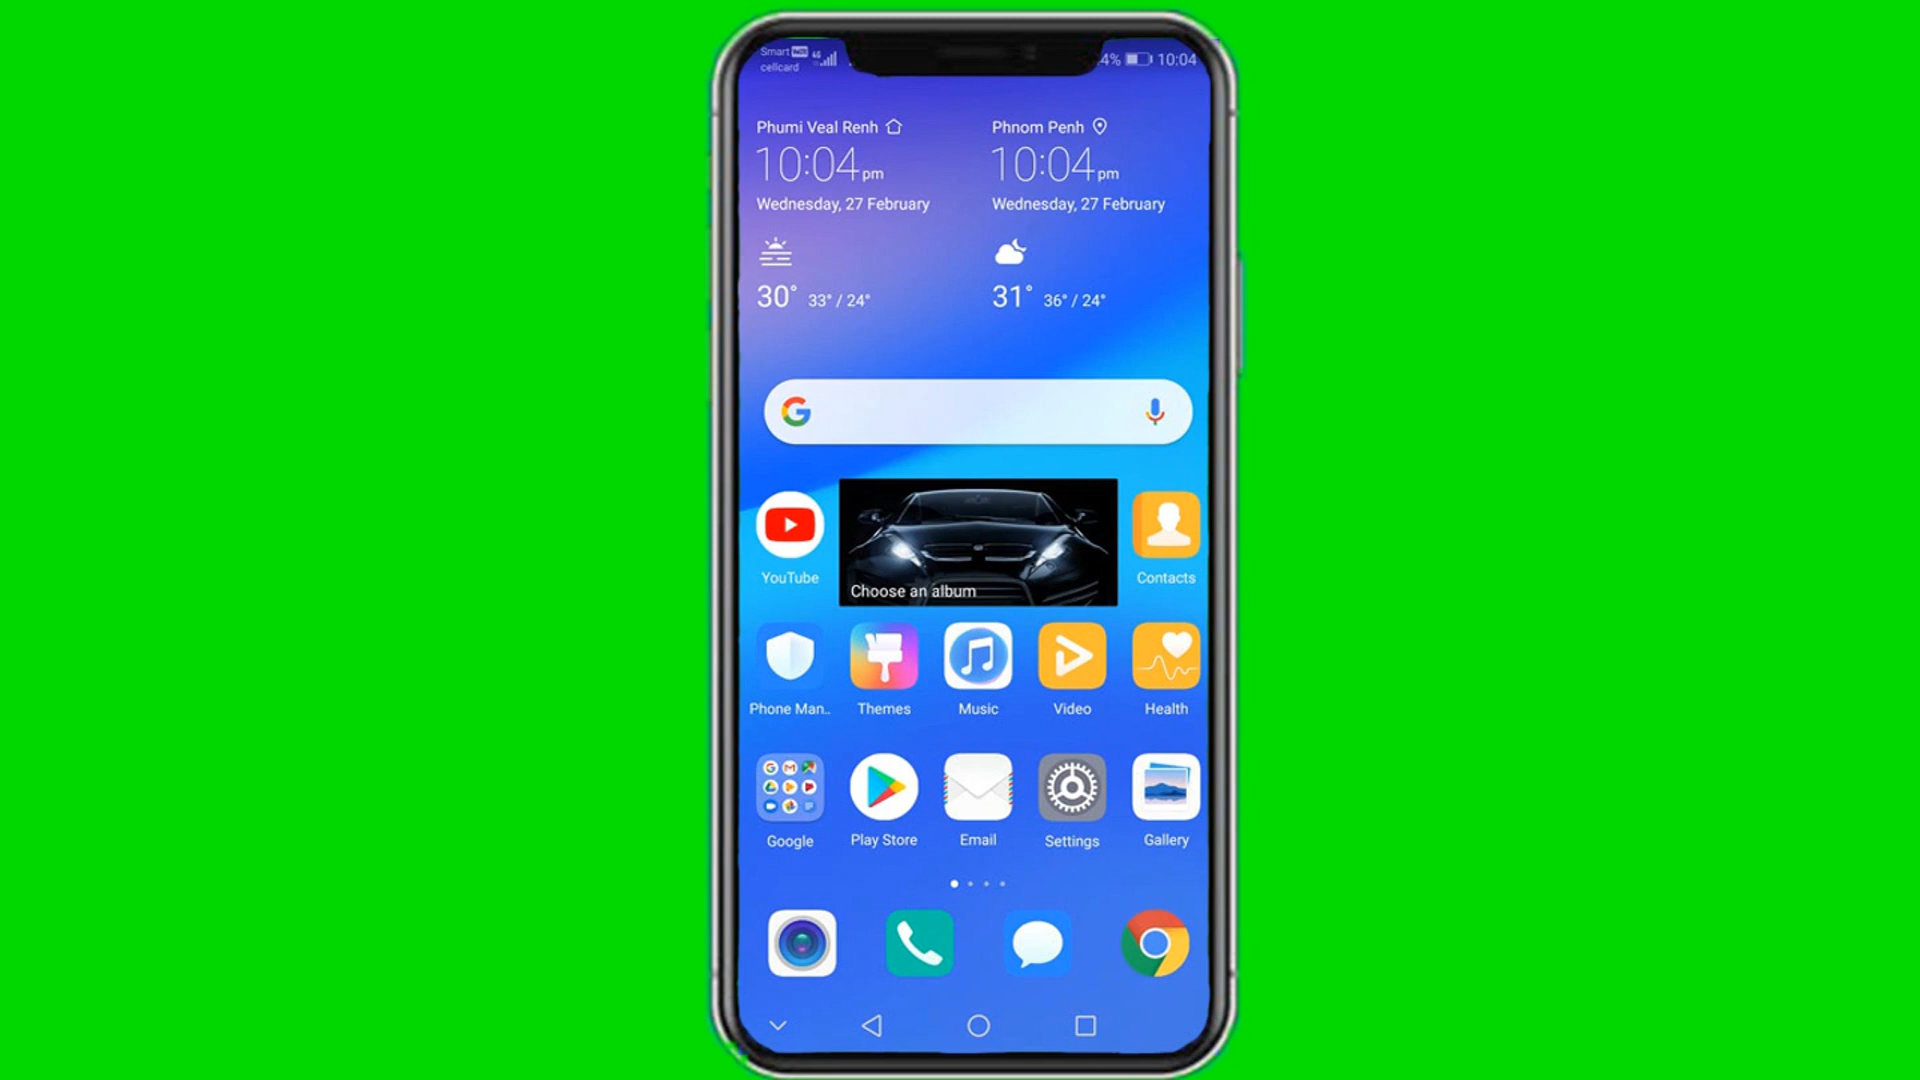 Smart VoLTE 4G
cellcard
4% 10:04
Phumi Veal Renh
10:04 pm
Wednesday, 27 February
30° 33° / 24°
Phnom Penh
10:04 pm
Wednesday, 27 February
31° 36° / 24°
YouTube
Choose an album
Contacts
Phone Man..
Themes
Music
Video
Health
Google
Play Store
Email
Settings
Gallery